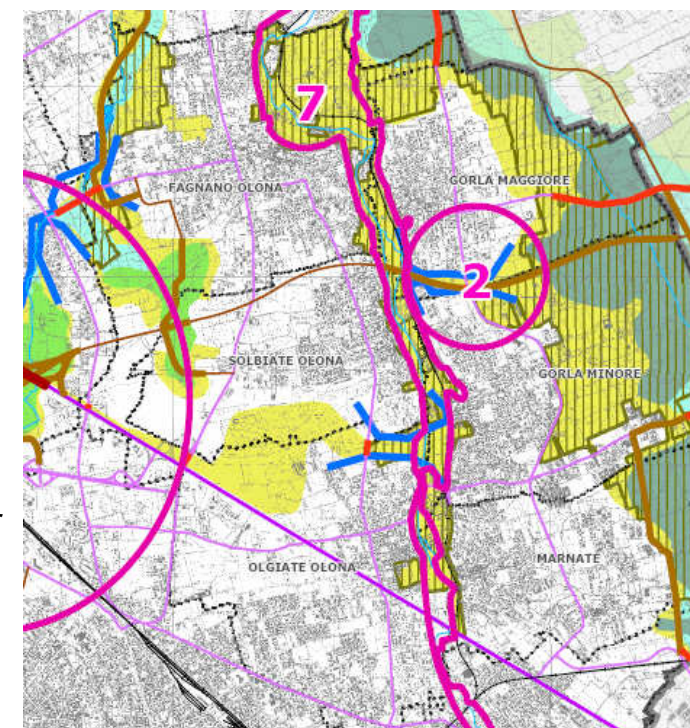 7
FAGNANO OLONA
GORLA MAGGIORE
2
SOLBIATE OLONA
GORLA MINORE
OLGIATE OLONA
MARNATE